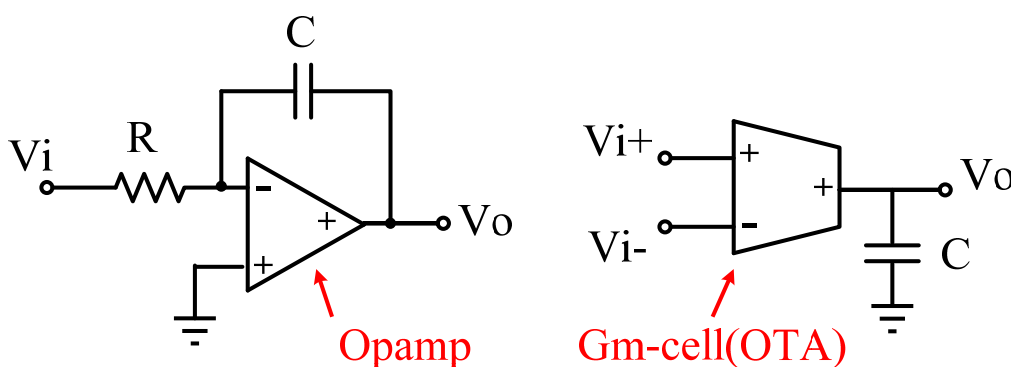 C
R
Vi
-
+
+
Vo
Opamp
Vi+
Vi-
+
-
+
Vo
C
Gm-cell(OTA)